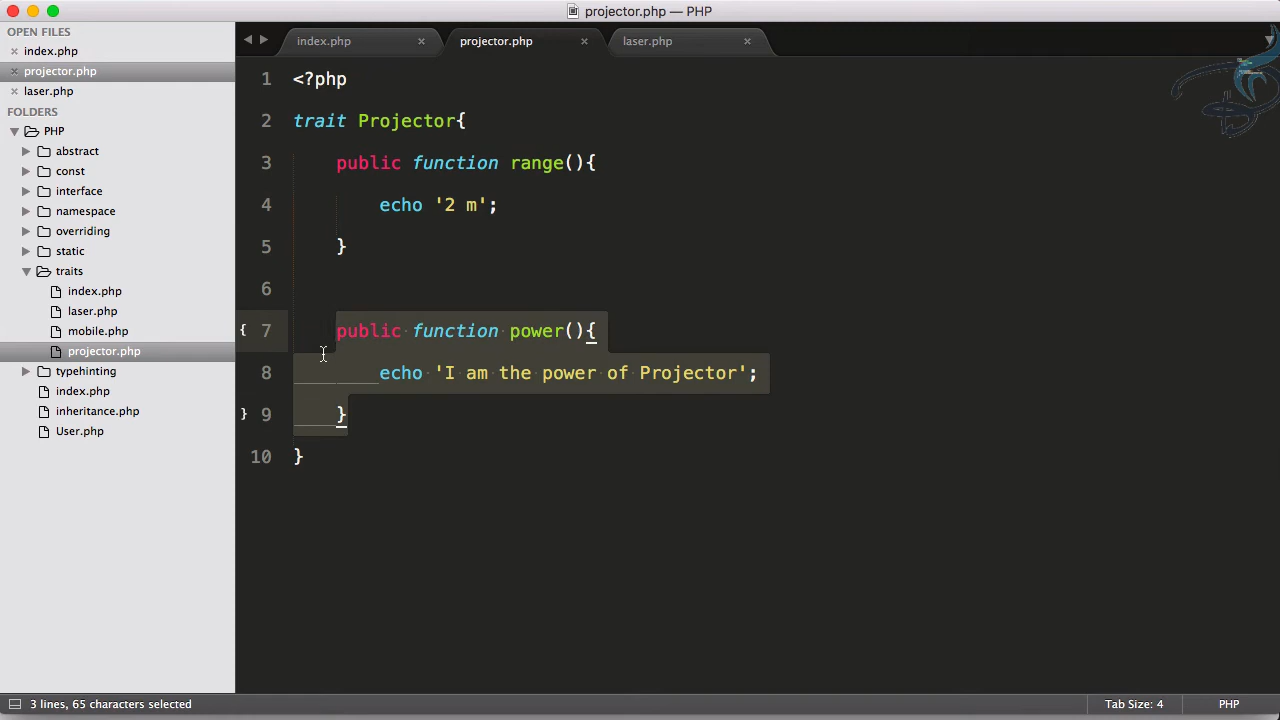 projector.php — PHP
OPEN FILES
index.php
projector.php
laser.php
FOLDERS
PHP
abstract
const
interface
namespace
overriding
static
traits
index.php
laser.php
mobile.php
projector.php
typehinting
index.php
inheritance.php
User.php
index.php
projector.php
laser.php
1 <?php
2 trait Projector{
3 public function range(){
4 echo '2 m';
5 }
6
7 public function power(){
8 echo 'I am the power of Projector';
9 }
10 }
3 lines, 65 characters selected
Tab Size: 4
PHP